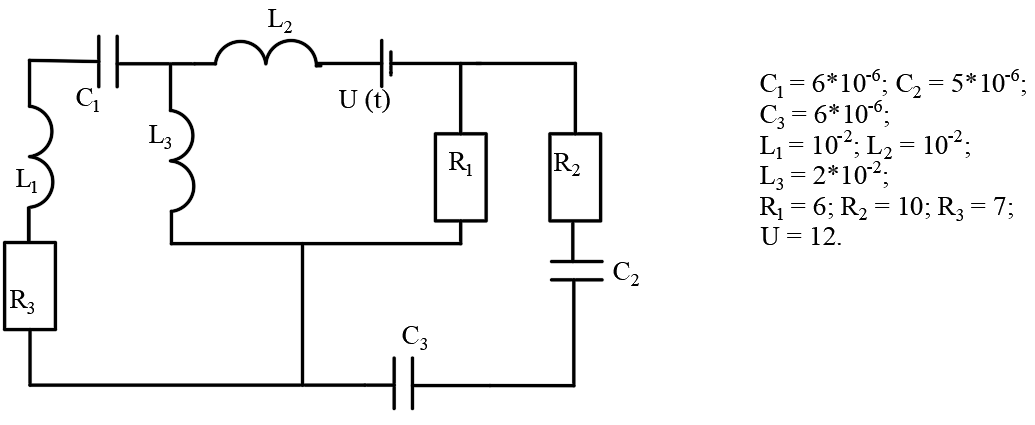 L₂
C₁
U (t)
L₃
R₁
R₂
L₁
C₂
R₃
C₃
C₁ = 6*10⁻⁶; C₂ = 5*10⁻⁶;
C₃ = 6*10⁻⁶;
L₁ = 10⁻²; L₂ = 10⁻²;
L₃ = 2*10⁻²;
R₁ = 6; R₂ = 10; R₃ = 7;
U = 12.